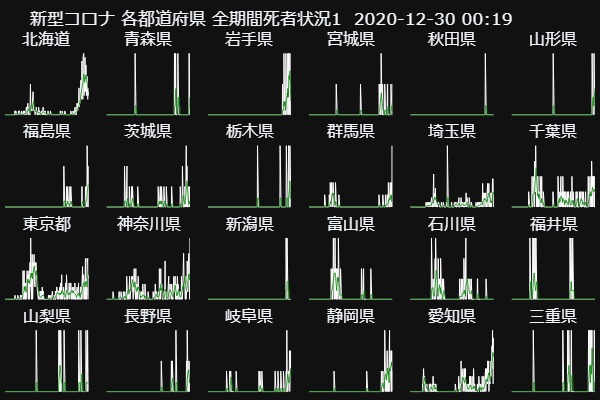 新型コロナ 各都道府県 全期間死者状況1 2020-12-30 00:19
北海道 青森県 岩手県 宮城県 秋田県 山形県
福島県 茨城県 栃木県 群馬県 埼玉県 千葉県
東京都 神奈川県 新潟県 富山県 石川県 福井県
山梨県 長野県 岐阜県 静岡県 愛知県 三重県